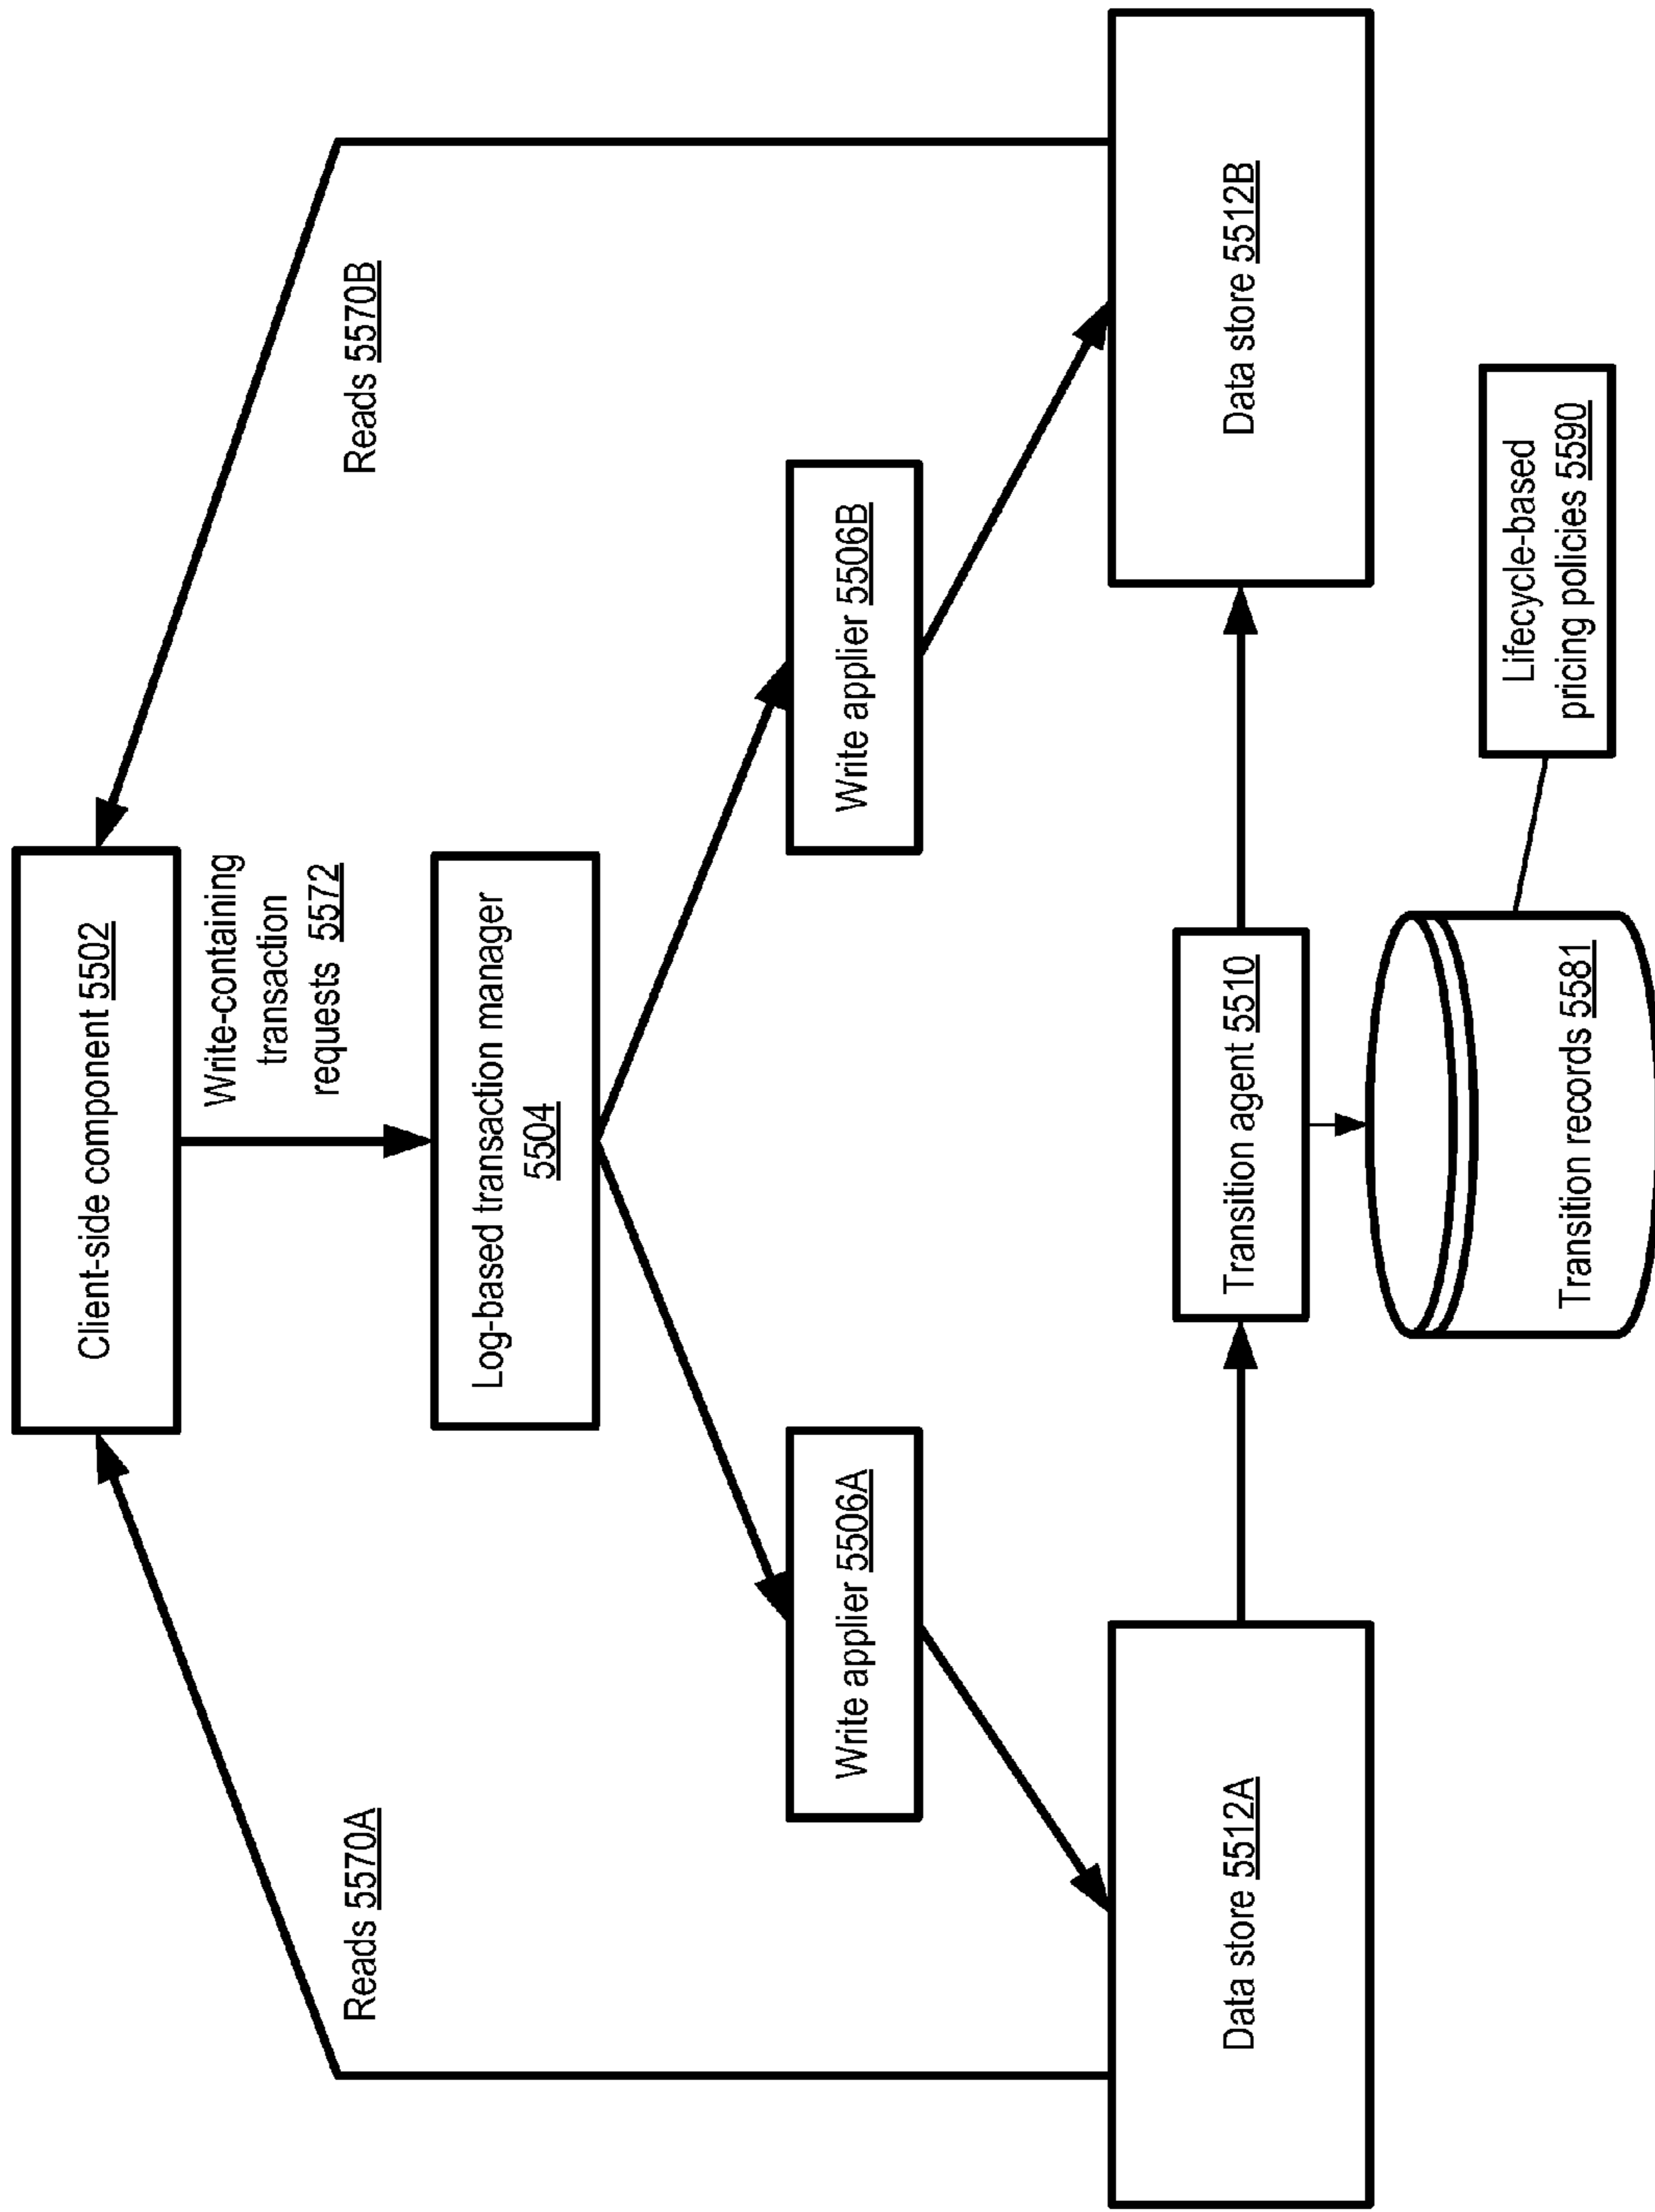 Client-side component 5502
Write-containing
transaction
requests 5572
Reads 5570A
Reads 5570B
Log-based transaction manager
5504
Write applier 5506A
Write applier 5506B
Data store 5512A
Transition agent 5510
Data store 5512B
Transition records 5581
Lifecycle-based
pricing policies 5590